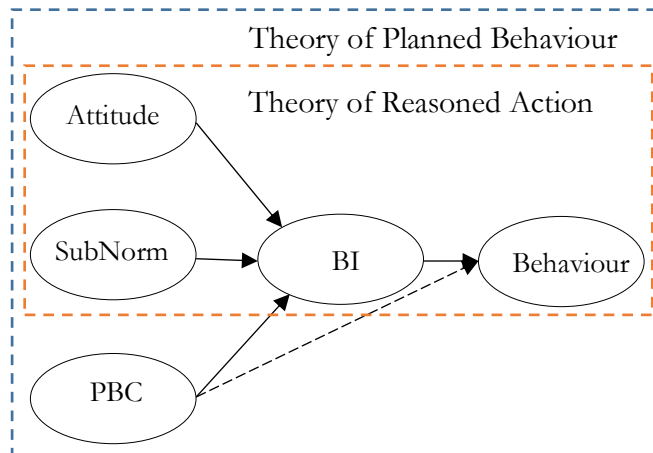 Theory of Planned Behaviour
Theory of Reasoned Action
Attitude
SubNorm
BI
Behaviour
PBC